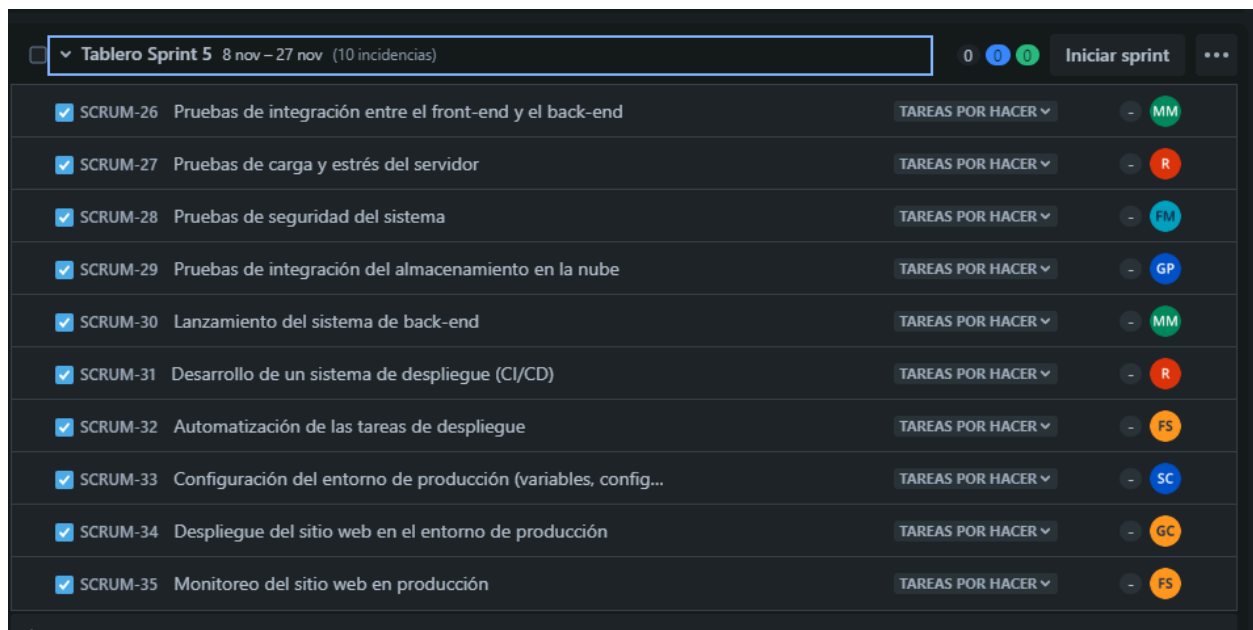 Tablero Sprint 5 8 nov – 27 nov (10 incidencias) 0 0 0 Iniciar sprint
SCRUM-26 Pruebas de integración entre el front-end y el back-end TAREAS POR HACER - MM
SCRUM-27 Pruebas de carga y estrés del servidor TAREAS POR HACER - R
SCRUM-28 Pruebas de seguridad del sistema TAREAS POR HACER - FM
SCRUM-29 Pruebas de integración del almacenamiento en la nube TAREAS POR HACER - GP
SCRUM-30 Lanzamiento del sistema de back-end TAREAS POR HACER - MM
SCRUM-31 Desarrollo de un sistema de despliegue (CI/CD) TAREAS POR HACER - R
SCRUM-32 Automatización de las tareas de despliegue TAREAS POR HACER - FS
SCRUM-33 Configuración del entorno de producción (variables, config... TAREAS POR HACER - SC
SCRUM-34 Despliegue del sitio web en el entorno de producción TAREAS POR HACER - GC
SCRUM-35 Monitoreo del sitio web en producción TAREAS POR HACER - FS